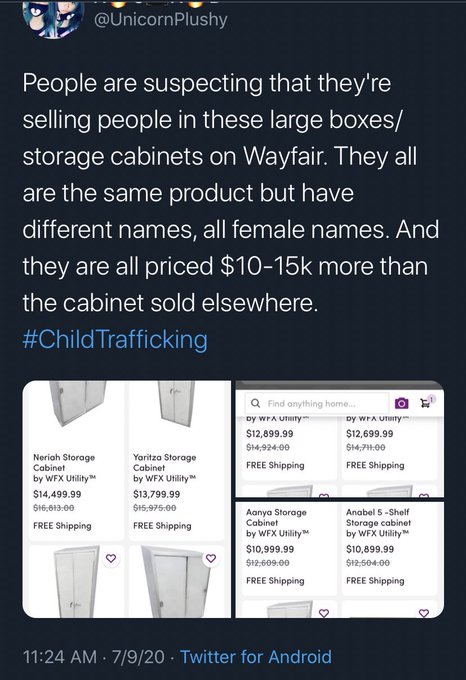 @UnicornPlushy
People are suspecting that they're
selling people in these large boxes/
storage cabinets on Wayfair. They all
are the same product but have
different names, all female names. And
they are all priced $10-15k more than
the cabinet sold elsewhere.
#ChildTrafficking
Neriah Storage
Cabinet
by WFX Utility™
$14,499.99
$16,813.00
FREE Shipping
Yaritza Storage
Cabinet
by WFX Utility™
$13,799.99
$15,975.00
FREE Shipping
Find anything home...
1
by WFX Utility™
$12,899.99
$14,924.00
FREE Shipping
by WFX Utility™
$12,699.99
$14,711.00
FREE Shipping
Aanya Storage
Cabinet
by WFX Utility™
$10,999.99
$12,609.00
FREE Shipping
Anabel 5 -Shelf
Storage cabinet
by WFX Utility™
$10,899.99
$12,504.00
FREE Shipping
11:24 AM · 7/9/20 · Twitter for Android